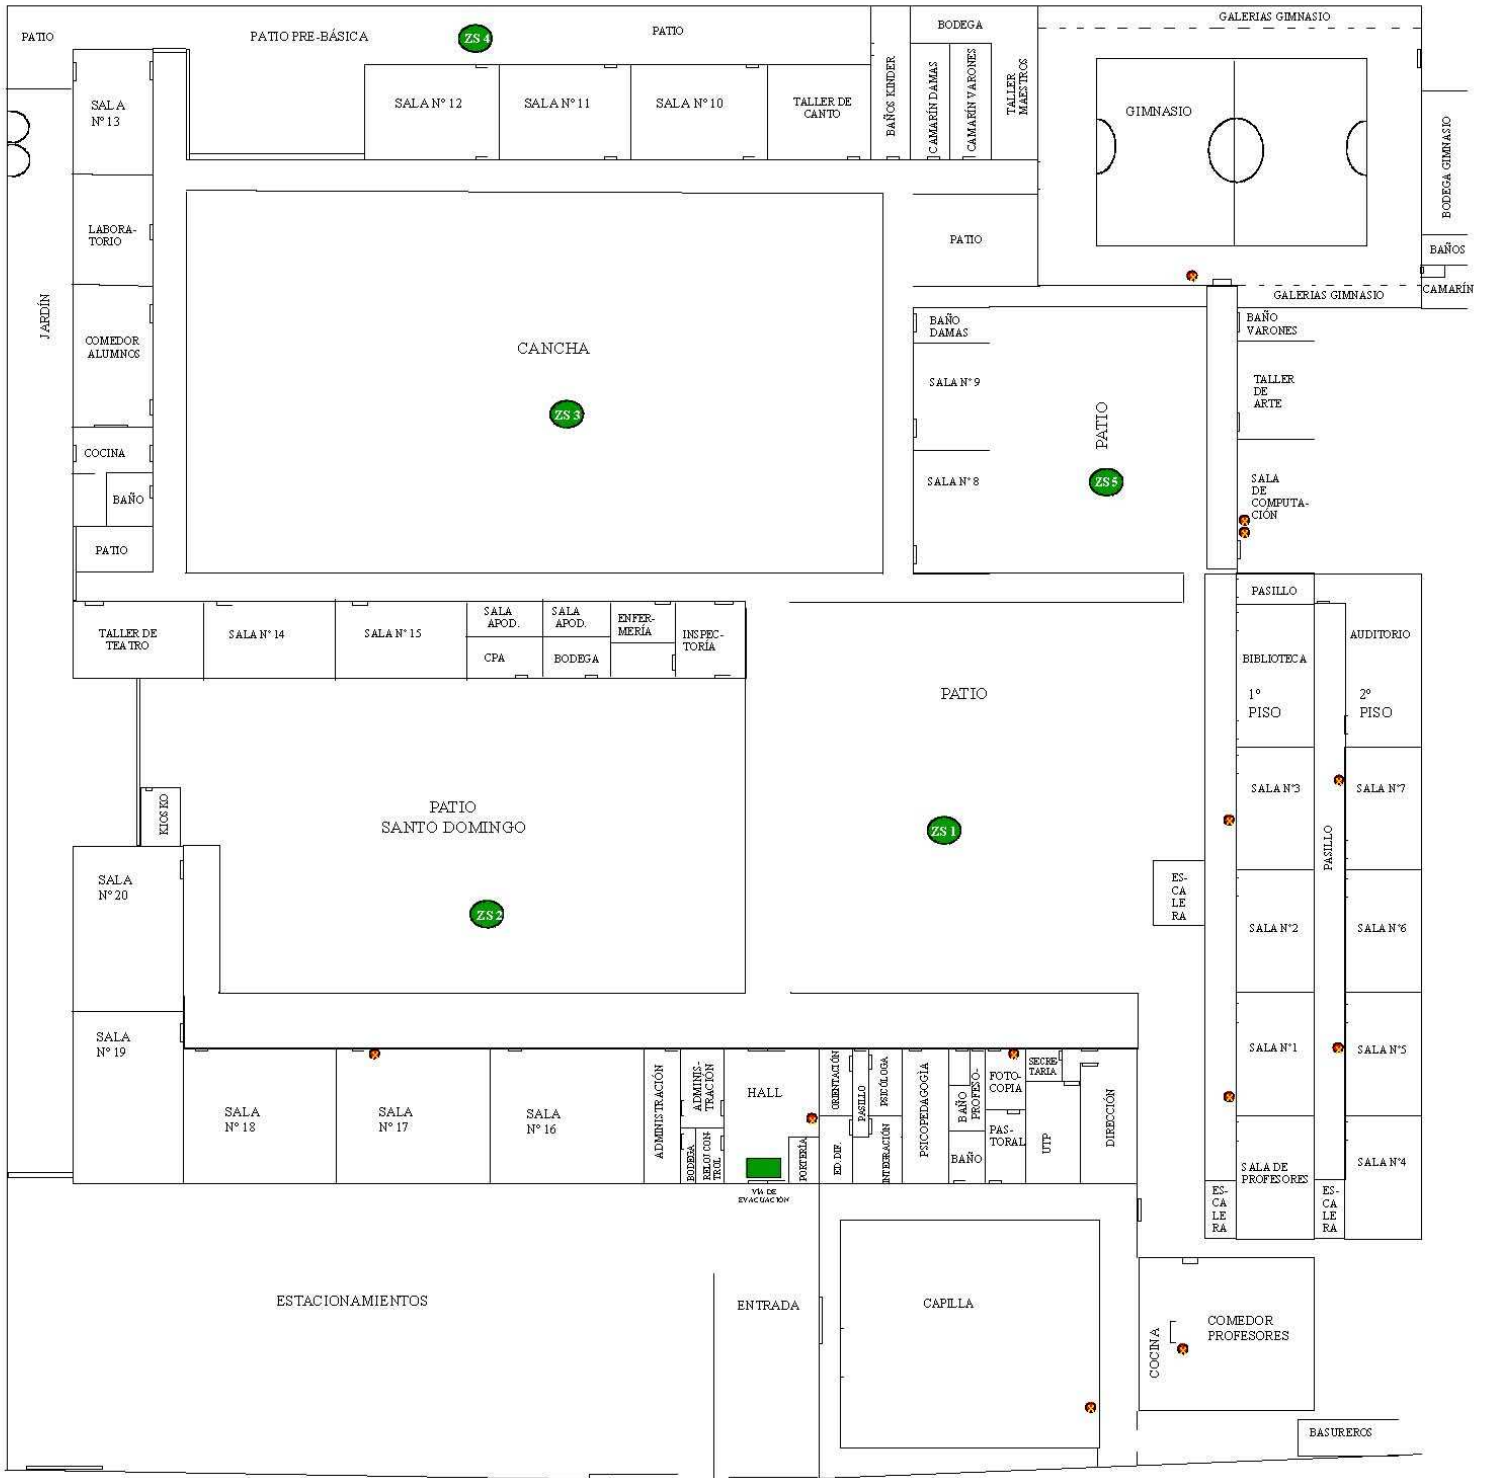 PATIO
PATIO PRE-BÁSICA
ZS 4
PATIO
BODEGA
GALERIAS GIMNASIO
SALA
Nº 13
SALA Nº 12
SALA Nº 11
SALA Nº 10
TALLER DE
CANTO
BAÑOS KINDER
CAMARÍN DAMAS
CAMARÍN VARONES
TALLER
MAESTROS
GIMNASIO
BODEGA GIMNASIO
BAÑOS
CAMARÍN
GALERIAS GIMNASIO
LABORA-
TORIO
PATIO
JARDÍN
COMEDOR
ALUMNOS
CANCHA
ZS 3
BAÑO
DAMAS
BAÑO
VARONES
SALA Nº 9
PATIO
TALLER
DE
ARTE
COCINA
BAÑO
PATIO
SALA Nº 8
ZS 5
SALA
DE
COMPUTA-
CIÓN
PASILLO
TALLER DE
TEATRO
SALA Nº 14
SALA Nº 15
SALA
APOD.
SALA
APOD.
ENFER-
MERÍA
INSPEC-
TORÍA
CPA
BODEGA
AUDITORIO
BIBLIOTECA
PATIO
1º
PISO
2º
PISO
KIOSKO
PATIO
SANTO DOMINGO
ZS 1
SALA Nº3
SALA Nº7
PASILLO
SALA
Nº 20
ZS 2
ES-
CA
LE
RA
SALA Nº2
SALA Nº6
SALA
Nº 19
SALA Nº1
SALA Nº5
SALA
Nº 18
SALA
Nº 17
SALA
Nº 16
ADMINISTRACIÓN
ADMINIS-
TRACIÓN
BODEGA
RELOJ CON-
TROL
HALL
PORTERÍA
ORIENTACIÓN
ED. DIF.
PASILLO
PSICÓLOGA
INTEGRACIÓN
PSICOPEDAGOGÍA
BAÑO
PROFESO.
BAÑO
FOTO-
COPIA
PAS-
TORAL
SECRE-
TARIA
UTP
DIRECCIÓN
SALA DE
PROFESORES
SALA Nº4
VÍA DE
EVACUACIÓN
ES-
CA
LE
RA
ES-
CA
LE
RA
ESTACIONAMIENTOS
ENTRADA
CAPILLA
COCINA
COMEDOR
PROFESORES
BASUREROS